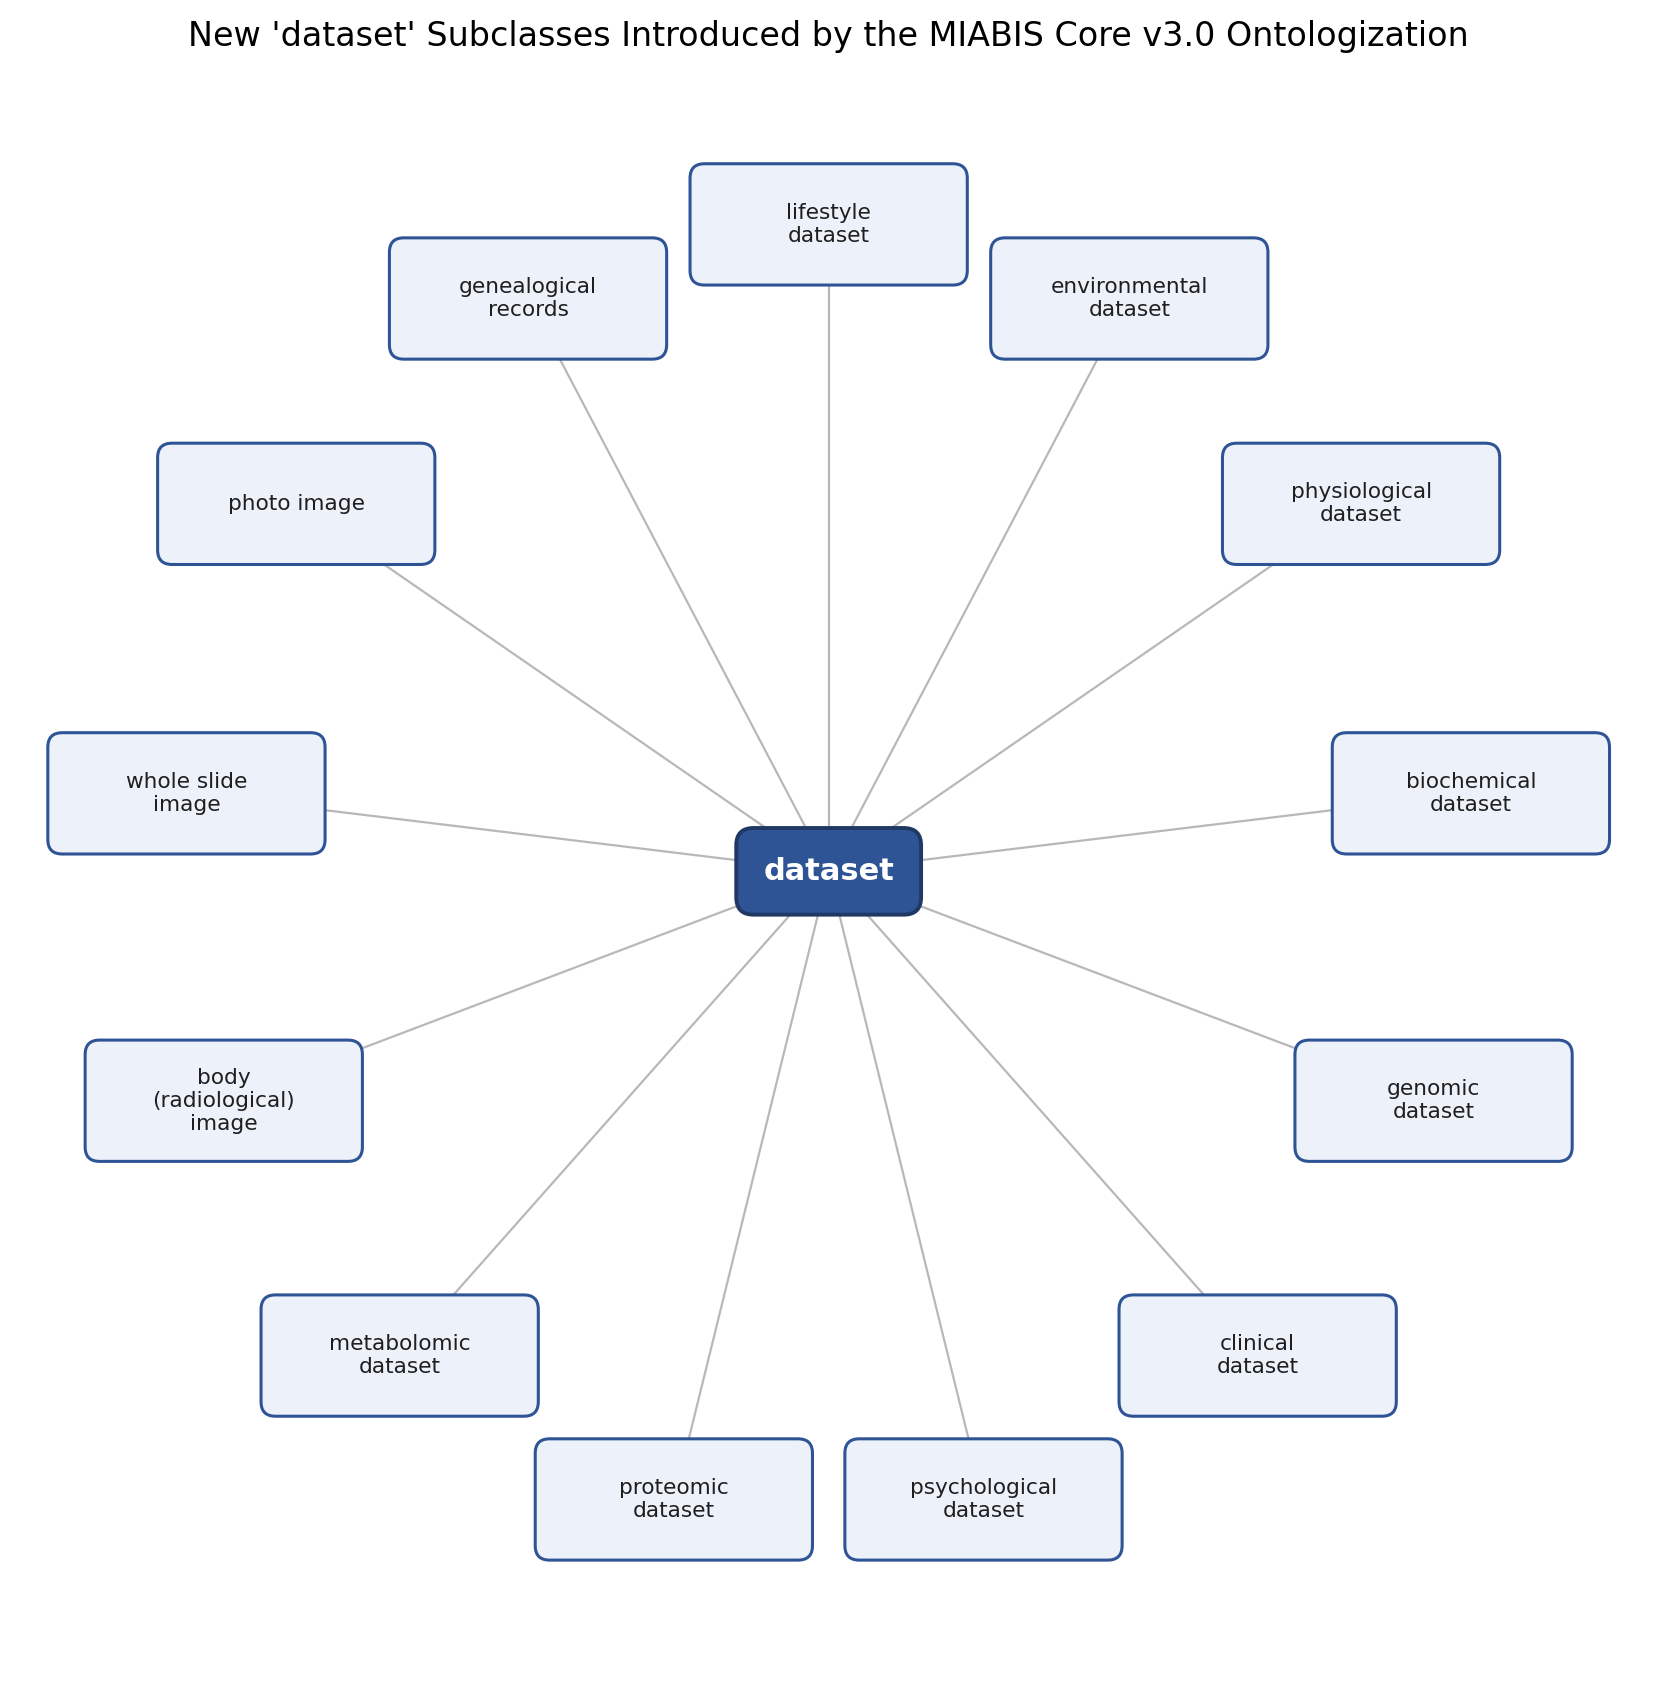 New 'dataset' Subclasses Introduced by the MIABIS Core v3.0 Ontologization
lifestyle
dataset
genealogical
records
environmental
dataset
photo image
physiological
dataset
whole slide
image
biochemical
dataset
dataset
body
(radiological)
image
genomic
dataset
metabolomic
dataset
clinical
dataset
proteomic
dataset
psychological
dataset